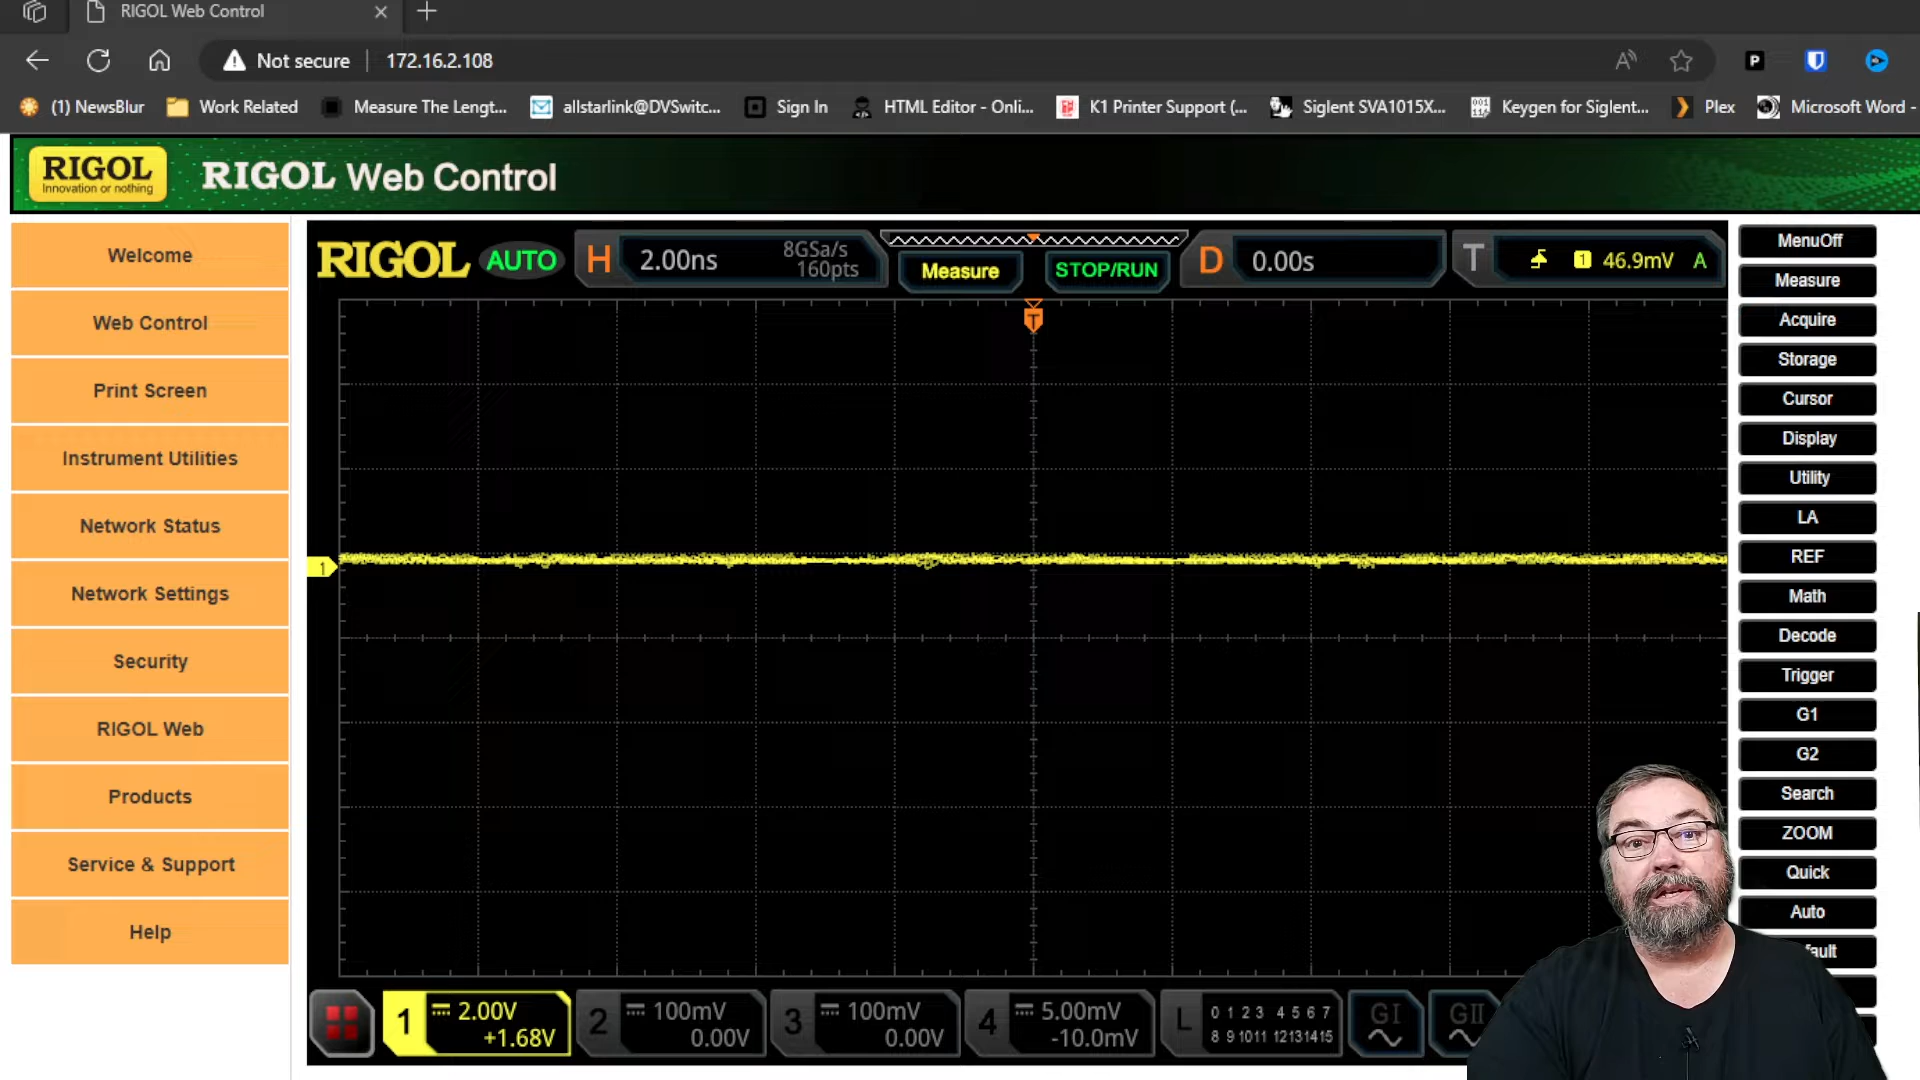 RIGOL Web Control
Not secure 172.16.2.108
(1) NewsBlur Work Related Measure The Lengt... allstarlink@DVSwitc... Sign In HTML Editor - Onli... K1 Printer Support (... Siglent SVA1015X... Keygen for Siglent... Plex Microsoft Word -
RIGOL
Innovation or nothing
RIGOL Web Control
Welcome
Web Control
Print Screen
Instrument Utilities
Network Status
Network Settings
Security
RIGOL Web
Products
Service & Support
Help
RIGOL AUTO H 2.00ns 8GSa/s
160pts
Measure STOP/RUN D 0.00s T 1 46.9mV A
T
1
1 2.00V
+1.68V
2 100mV
0.00V
3 100mV
0.00V
4 5.00mV
-10.0mV
L 0 1 2 3 4 5 6 7
8 9 10 11 12 13 14 15
GI
GII
MenuOff
Measure
Acquire
Storage
Cursor
Display
Utility
LA
REF
Math
Decode
Trigger
G1
G2
Search
ZOOM
Quick
Auto